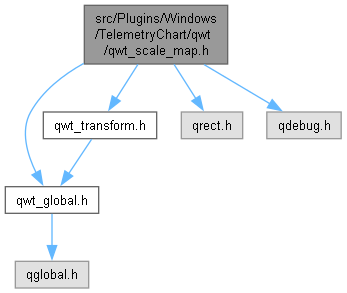 src/Plugins/Windows
/TelemetryChart/qwt
/qwt_scale_map.h
qwt_transform.h
qrect.h
qdebug.h
qwt_global.h
qglobal.h